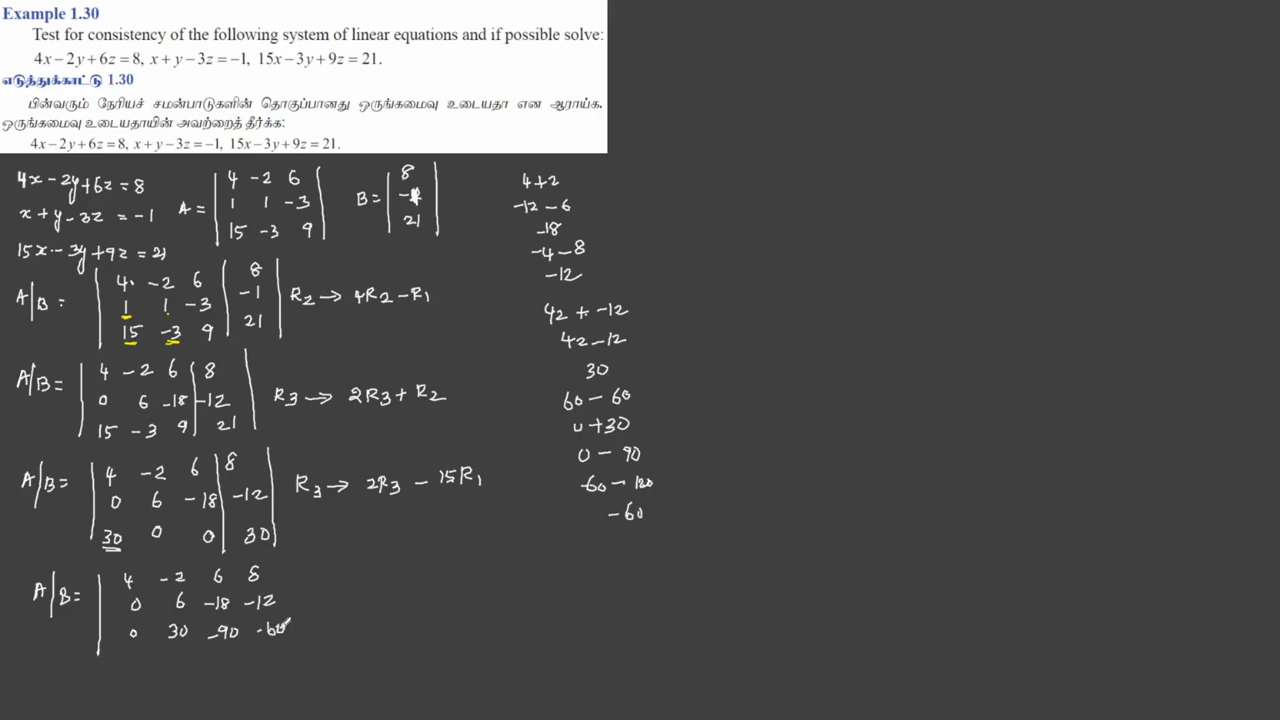 Example 1.30
Test for consistency of the following system of linear equations and if possible solve:
4x − 2y + 6z = 8, x + y − 3z = −1, 15x − 3y + 9z = 21.
எடுத்துக்காட்டு 1.30
பின்வரும் நேரியச் சமன்பாடுகளின் தொகுப்பானது ஒருங்கமைவு உடையதா என ஆராய்க.
ஒருங்கமைவு உடையதாயின் அவற்றைத் தீர்க்க:
4x − 2y + 6z = 8, x + y − 3z = −1, 15x − 3y + 9z = 21.
4x − 2y + 6z = 8
x + y − 3z = −1
15x − 3y + 9z = 21
A = | 4 −2 6 |
| 1 1 −3 |
| 15 −3 9 |
B = | 8 |
| −1 |
| 21 |
A|B = | 4 −2 6 | 8 |
| 1 1 −3 | −1 | R2 → 4R2 − R1
| 15 −3 9 | 21 |
A|B = | 4 −2 6 | 8 |
| 0 6 −18 | −12 | R3 → 2R3 + R2
| 15 −3 9 | 21 |
A|B = | 4 −2 6 | 8 |
| 0 6 −18 | −12 | R3 → 2R3 − 15R1
| 30 0 0 | 30 |
A|B = | 4 −2 6 8
| 0 6 −18 −12
| 0 30 −90 −60
4+2
−12 − 6
−18
−4 − 8
−12
42 + −12
42 − 12
30
60 − 60
0 + 30
0 − 90
60 − 120
− 60